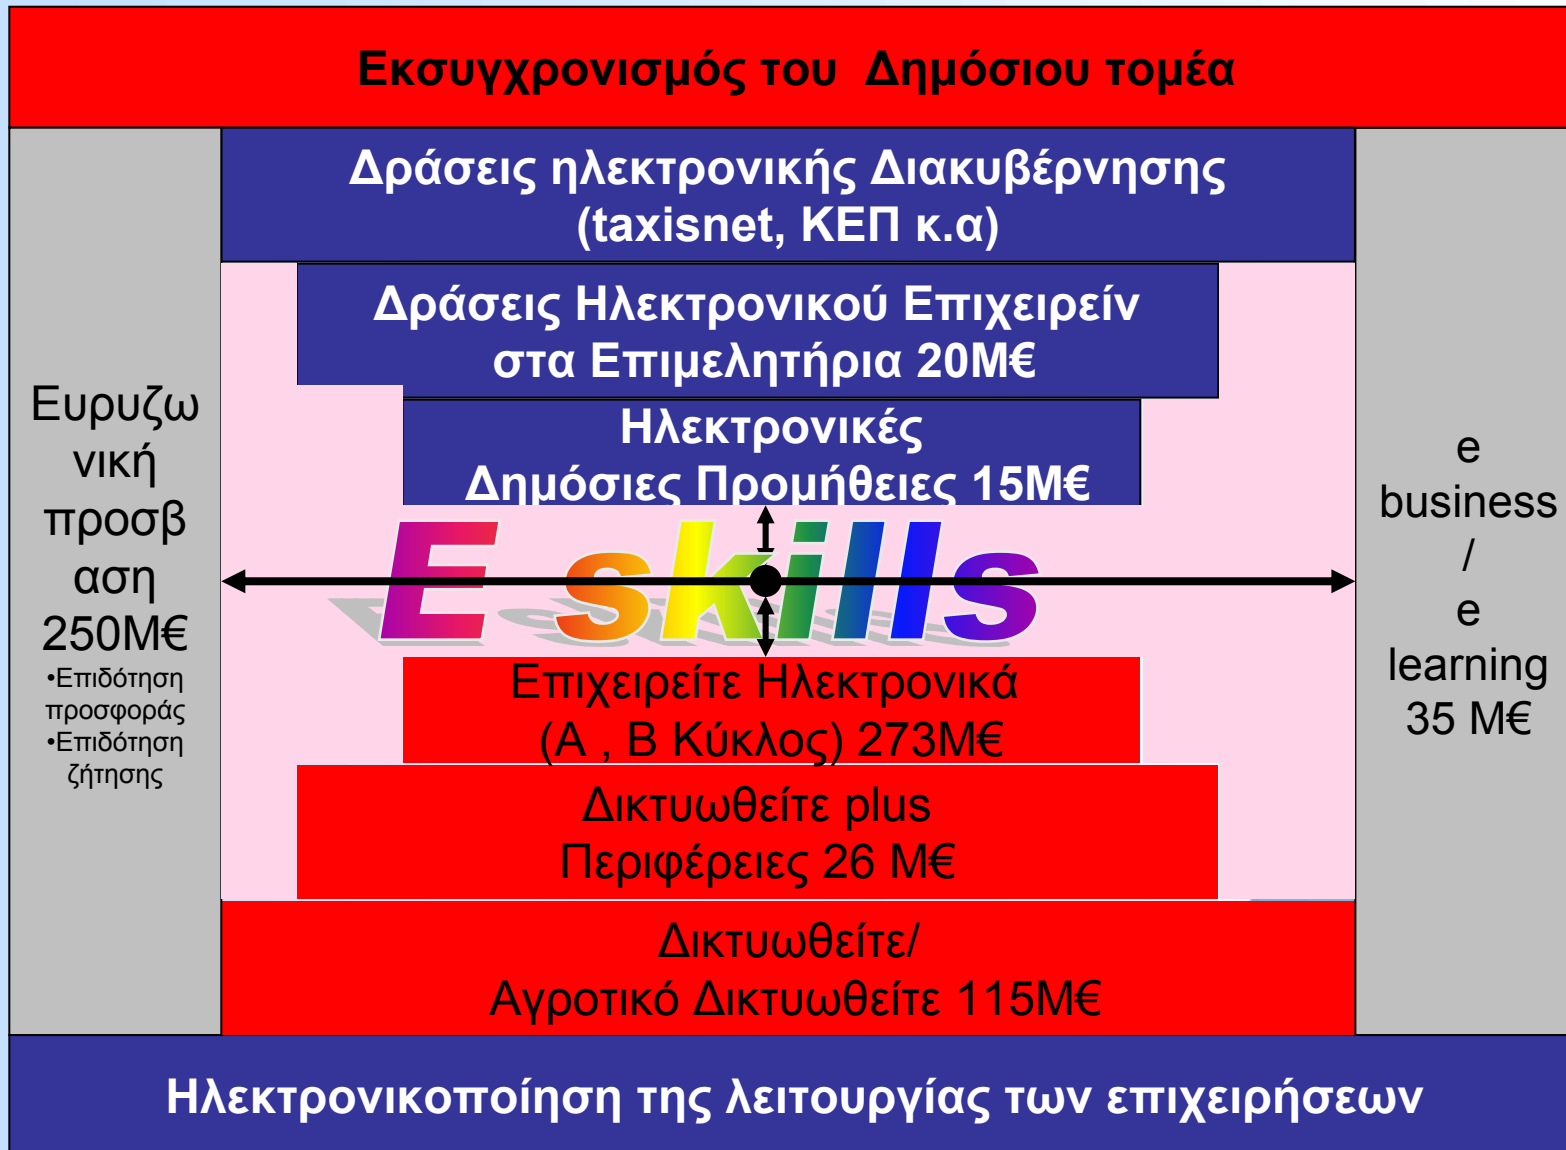 Εκσυγχρονισμός του  Δημόσιου τομέα
Δράσεις ηλεκτρονικής Διακυβέρνησης
(taxisnet, ΚΕΠ κ.α)
Δράσεις Ηλεκτρονικού Επιχειρείν
στα Επιμελητήρια 20Μ€
Ηλεκτρονικές
Δημόσιες Προμήθειες 15Μ€
Ευρυζω
νική
προσβ
αση
250Μ€
•Επιδότηση
προσφοράς
•Επιδότηση
ζήτησης
E skills
e
business
/
e
learning
35 Μ€
Επιχειρείτε Ηλεκτρονικά
(Α , Β Κύκλος) 273Μ€
Δικτυωθείτε plus
Περιφέρειες 26 Μ€
Δικτυωθείτε/
Αγροτικό Δικτυωθείτε 115Μ€
Ηλεκτρονικοποίηση της λειτουργίας των επιχειρήσεων